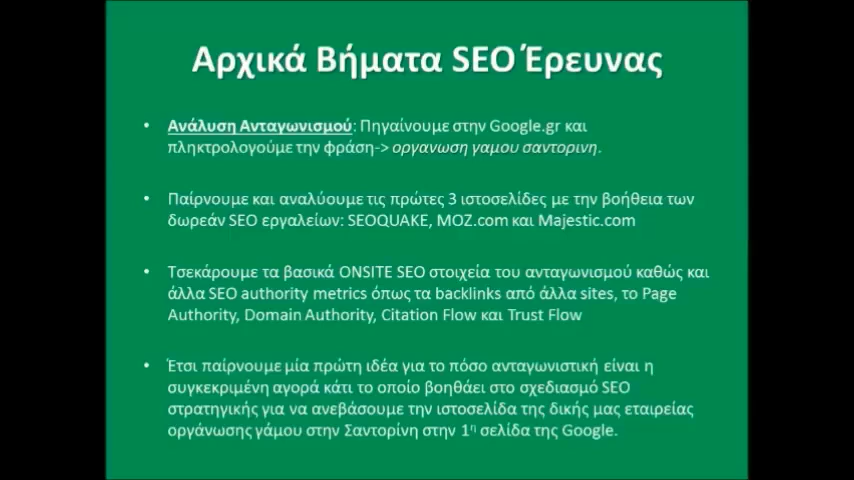 Αρχικά Βήματα SEO Έρευνας
• Ανάλυση Ανταγωνισμού: Πηγαίνουμε στην Google.gr και
πληκτρολογούμε την φράση-> οργανωση γαμου σαντορινη.
• Παίρνουμε και αναλύουμε τις πρώτες 3 ιστοσελίδες με την βοήθεια των
δωρεάν SEO εργαλείων: SEOQUAKE, MOZ.com και Majestic.com
• Τσεκάρουμε τα βασικά ONSITE SEO στοιχεία του ανταγωνισμού καθώς και
άλλα SEO authority metrics όπως τα backlinks από άλλα sites, το Page
Authority, Domain Authority, Citation Flow και Trust Flow
• Έτσι παίρνουμε μία πρώτη ιδέα για το πόσο ανταγωνιστική είναι η
συγκεκριμένη αγορά κάτι το οποίο βοηθάει στο σχεδιασμό SEO
στρατηγικής για να ανεβάσουμε την ιστοσελίδα της δικής μας εταιρείας
οργάνωσης γάμου στην Σαντορίνη στην 1η σελίδα της Google.